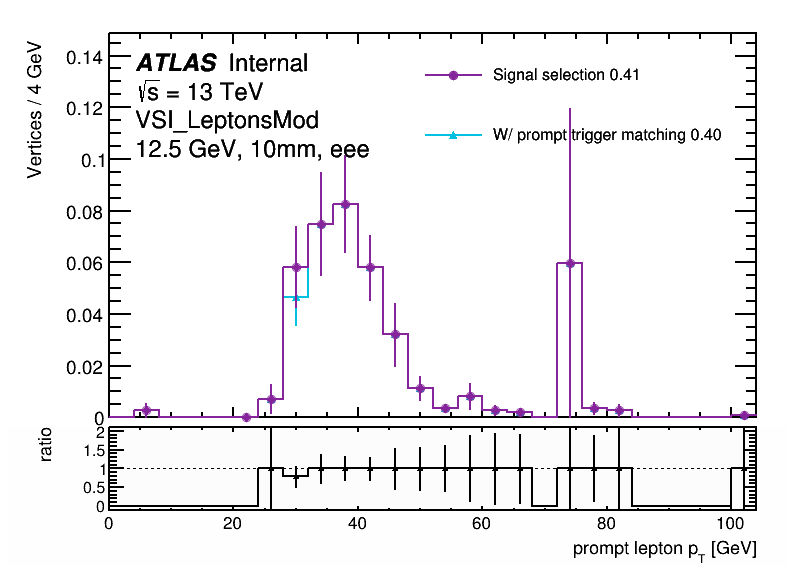 ATLAS Internal
√s = 13 TeV
VSI_LeptonsMod
12.5 GeV, 10mm, eee
Signal selection 0.41
W/ prompt trigger matching 0.40
Vertices / 4 GeV
0.14
0.12
0.1
0.08
0.06
0.04
0.02
0
ratio
2
1.5
1
0.5
0
0 20 40 60 80 100
prompt lepton p_T [GeV]